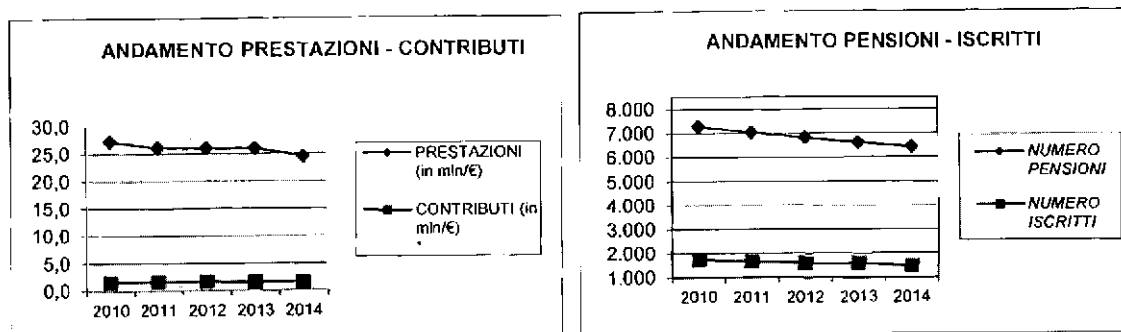 ANDAMENTO PRESTAZIONI - CONTRIBUTI
30,0
25,0
20,0
15,0
10,0
5,0
0,0
2010 2011 2012 2013 2014
PRESTAZIONI
(in mln/€)
CONTRIBUTI (in
mln/€)
ANDAMENTO PENSIONI - ISCRITTI
8.000
7.000
6.000
5.000
4.000
3.000
2.000
1.000
2010 2011 2012 2013 2014
NUMERO
PENSIONI
NUMERO
ISCRITTI